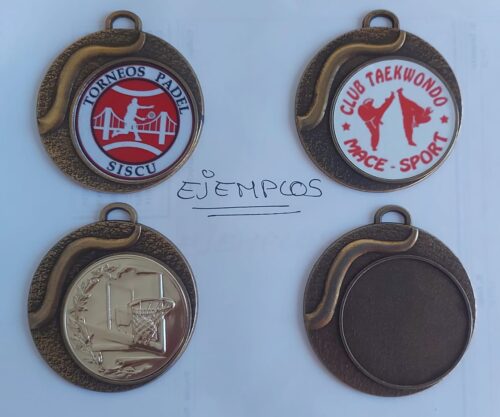 TORNEOS PADEL
SISCU
CLUB TAEKWONDO
MACE - SPORT
EJEMPLOS